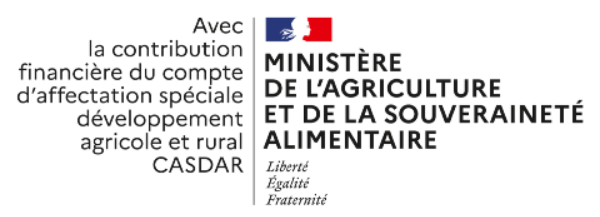 Avec
la contribution
financière du compte
d'affectation spéciale
développement
agricole et rural
CASDAR
MINISTÈRE
DE L'AGRICULTURE
ET DE LA SOUVERAINETÉ
ALIMENTAIRE
Liberté
Égalité
Fraternité